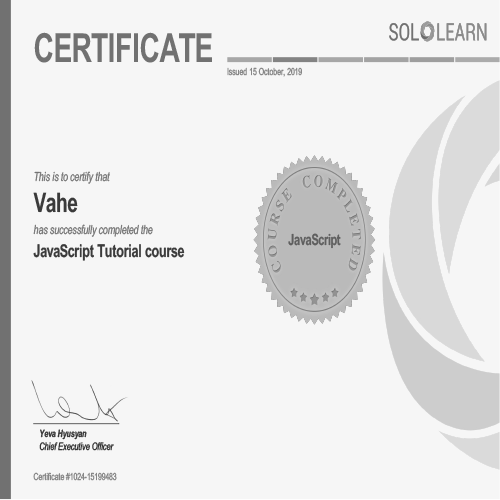 CERTIFICATE
SOLOLEARN
Issued 15 October, 2019
This is to certify that
Vahe
has successfully completed the
JavaScript Tutorial course
COURSE COMPLETED
JavaScript
Yeva Hyusyan
Chief Executive Officer
Certificate #1024-15199483